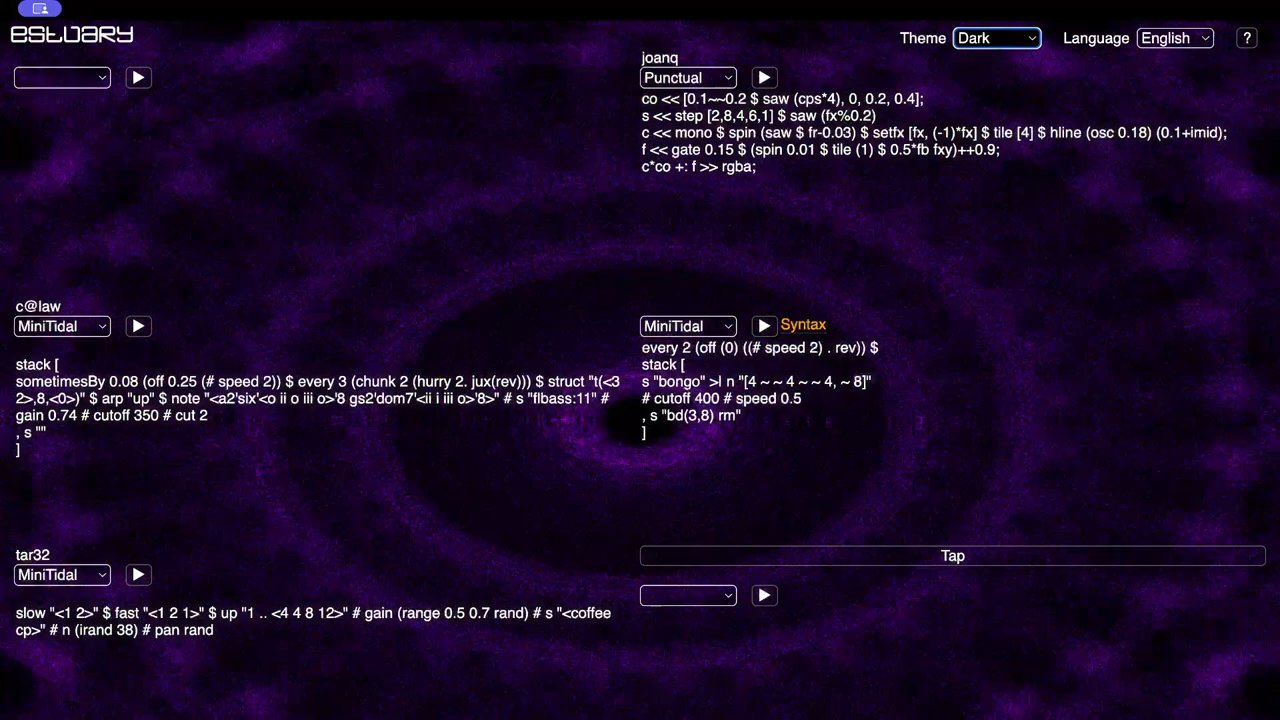 estuary
Theme Dark Language English ?
joanq
Punctual
co << [0.1~~0.2 $ saw (cps*4), 0, 0.2, 0.4];
s << step [2,8,4,6,1] $ saw (fx%0.2)
c << mono $ spin (saw $ fr-0.03) $ setfx [fx, (-1)*fx] $ tile [4] $ hline (osc 0.18) (0.1+imid);
f << gate 0.15 $ (spin 0.01 $ tile (1) $ 0.5*fb fxy)++0.9;
c*co +: f >> rgba;
c@law
MiniTidal
stack [
sometimesBy 0.08 (off 0.25 (# speed 2)) $ every 3 (chunk 2 (hurry 2. jux(rev))) $ struct "t(<3
2>,8,<0>)" $ arp "up" $ note "<a2'six'<o ii o iii o>'8 gs2'dom7'<ii i iii o>'8>" # s "flbass:11" #
gain 0.74 # cutoff 350 # cut 2
, s ""
]
MiniTidal Syntax
every 2 (off (0) ((# speed 2) . rev)) $
stack [
s "bongo" >| n "[4 ~ ~ 4 ~ ~ 4, ~ 8]"
# cutoff 400 # speed 0.5
, s "bd(3,8) rm"
]
tar32
MiniTidal
slow "<1 2>" $ fast "<1 2 1>" $ up "1 .. <4 4 8 12>" # gain (range 0.5 0.7 rand) # s "<coffee
cp>" # n (irand 38) # pan rand
Tap